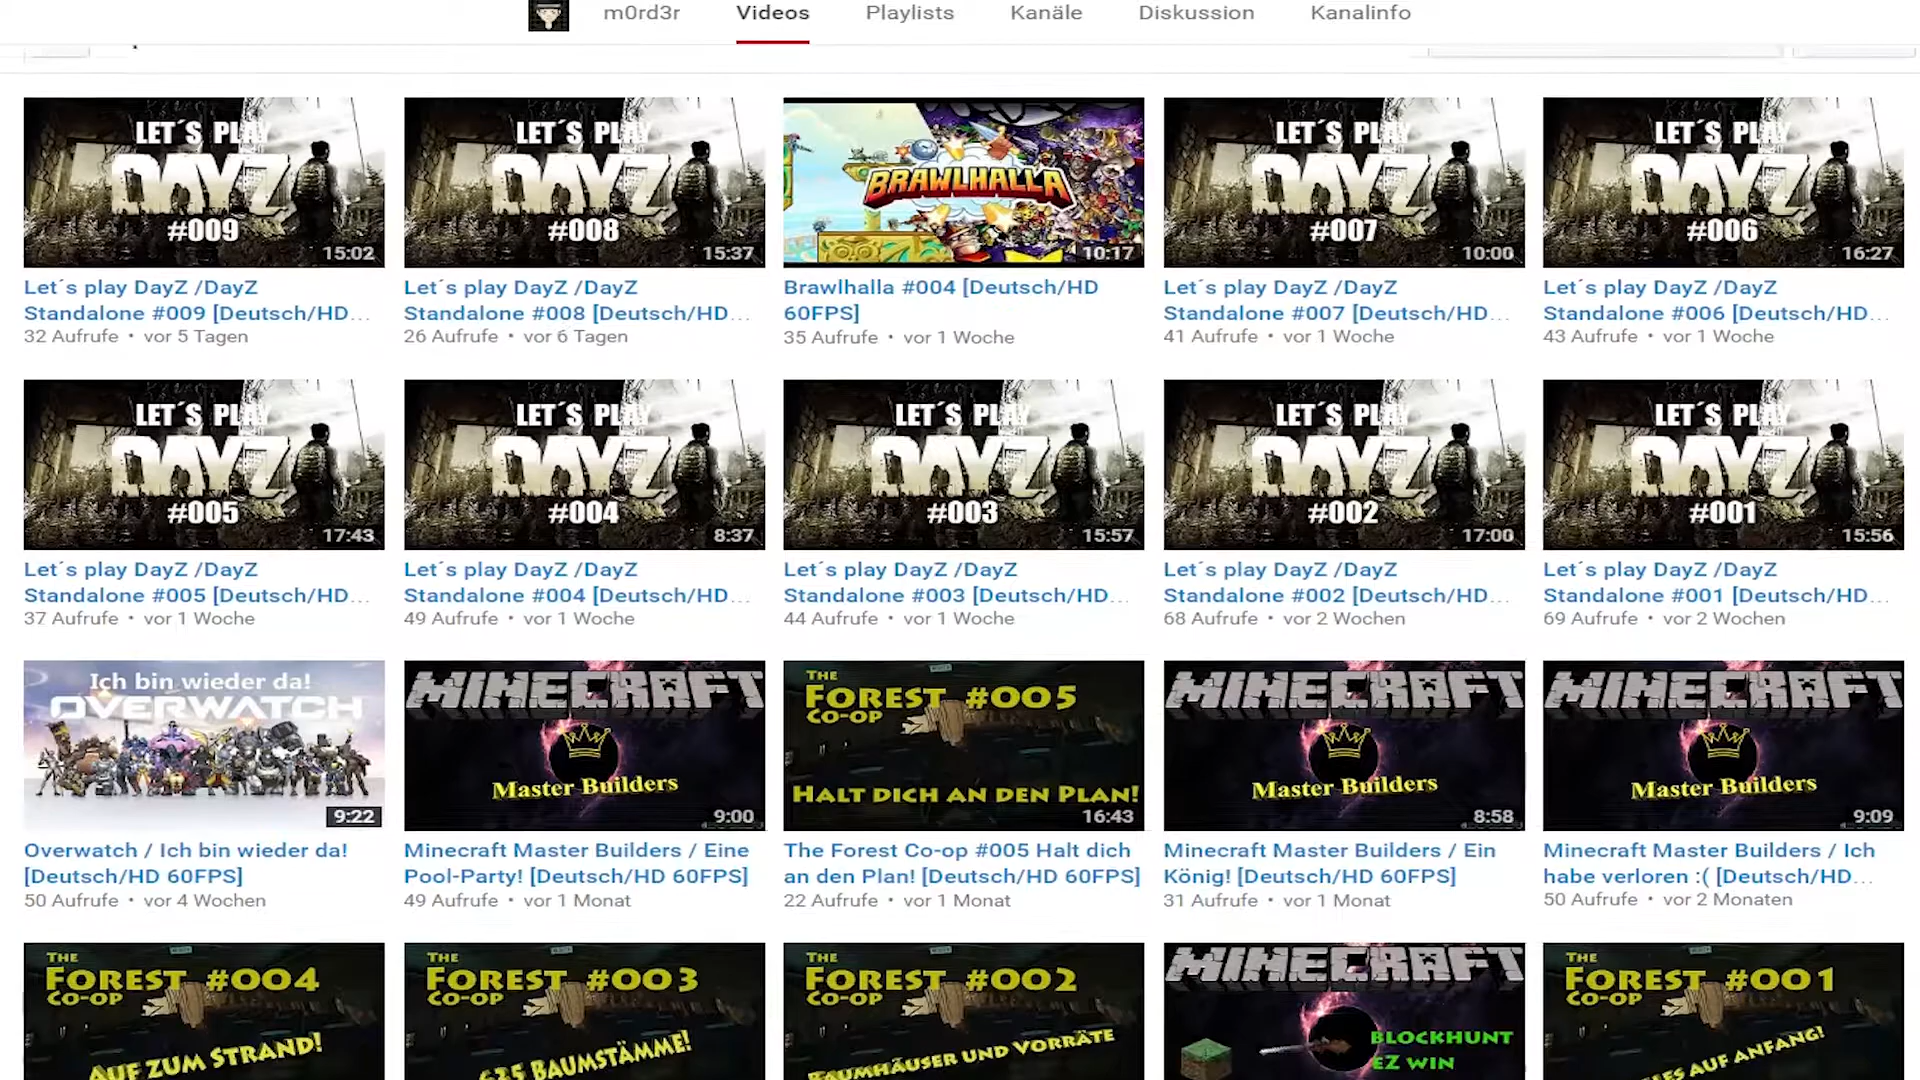 m0rd3r Videos Playlists Kanäle Diskussion Kanalinfo
LET´S PLAY
DAYZ
#009
15:02
LET´S PLAY
DAYZ
#008
15:37
BRAWLHALLA
10:17
LET´S PLAY
DAYZ
#007
10:00
LET´S PLAY
DAYZ
#006
16:27
Let´s play DayZ /DayZ
Standalone #009 [Deutsch/HD...
32 Aufrufe • vor 5 Tagen
Let´s play DayZ /DayZ
Standalone #008 [Deutsch/HD...
26 Aufrufe • vor 6 Tagen
Brawlhalla #004 [Deutsch/HD
60FPS]
35 Aufrufe • vor 1 Woche
Let´s play DayZ /DayZ
Standalone #007 [Deutsch/HD...
41 Aufrufe • vor 1 Woche
Let´s play DayZ /DayZ
Standalone #006 [Deutsch/HD...
43 Aufrufe • vor 1 Woche
LET´S PLAY
DAYZ
#005
17:43
LET´S PLAY
DAYZ
#004
8:37
LET´S PLAY
DAYZ
#003
15:57
LET´S PLAY
DAYZ
#002
17:00
LET´S PLAY
DAYZ
#001
15:56
Let´s play DayZ /DayZ
Standalone #005 [Deutsch/HD...
37 Aufrufe • vor 1 Woche
Let´s play DayZ /DayZ
Standalone #004 [Deutsch/HD...
49 Aufrufe • vor 1 Woche
Let´s play DayZ /DayZ
Standalone #003 [Deutsch/HD...
44 Aufrufe • vor 1 Woche
Let´s play DayZ /DayZ
Standalone #002 [Deutsch/HD...
68 Aufrufe • vor 2 Wochen
Let´s play DayZ /DayZ
Standalone #001 [Deutsch/HD...
69 Aufrufe • vor 2 Wochen
Ich bin wieder da!
OVERWATCH
9:22
MINECRAFT
Master Builders
9:00
THE
FOREST #005
CO-OP
HALT DICH AN DEN PLAN!
16:43
MINECRAFT
Master Builders
8:58
MINECRAFT
Master Builders
9:09
Overwatch / Ich bin wieder da!
[Deutsch/HD 60FPS]
50 Aufrufe • vor 4 Wochen
Minecraft Master Builders / Eine
Pool-Party! [Deutsch/HD 60FPS]
49 Aufrufe • vor 1 Monat
The Forest Co-op #005 Halt dich
an den Plan! [Deutsch/HD 60FPS]
22 Aufrufe • vor 1 Monat
Minecraft Master Builders / Ein
König! [Deutsch/HD 60FPS]
31 Aufrufe • vor 1 Monat
Minecraft Master Builders / Ich
habe verloren :( [Deutsch/HD...
50 Aufrufe • vor 2 Monaten
THE
FOREST #004
CO-OP
AUF ZUM STRAND!
THE
FOREST #003
CO-OP
625 BAUMSTÄMME!
THE
FOREST #002
CO-OP
BAUMHÄUSER UND VORRÄTE
MINECRAFT
BLOCKHUNT
EZ WIN
THE
FOREST #001
CO-OP
AUF ANFANG!